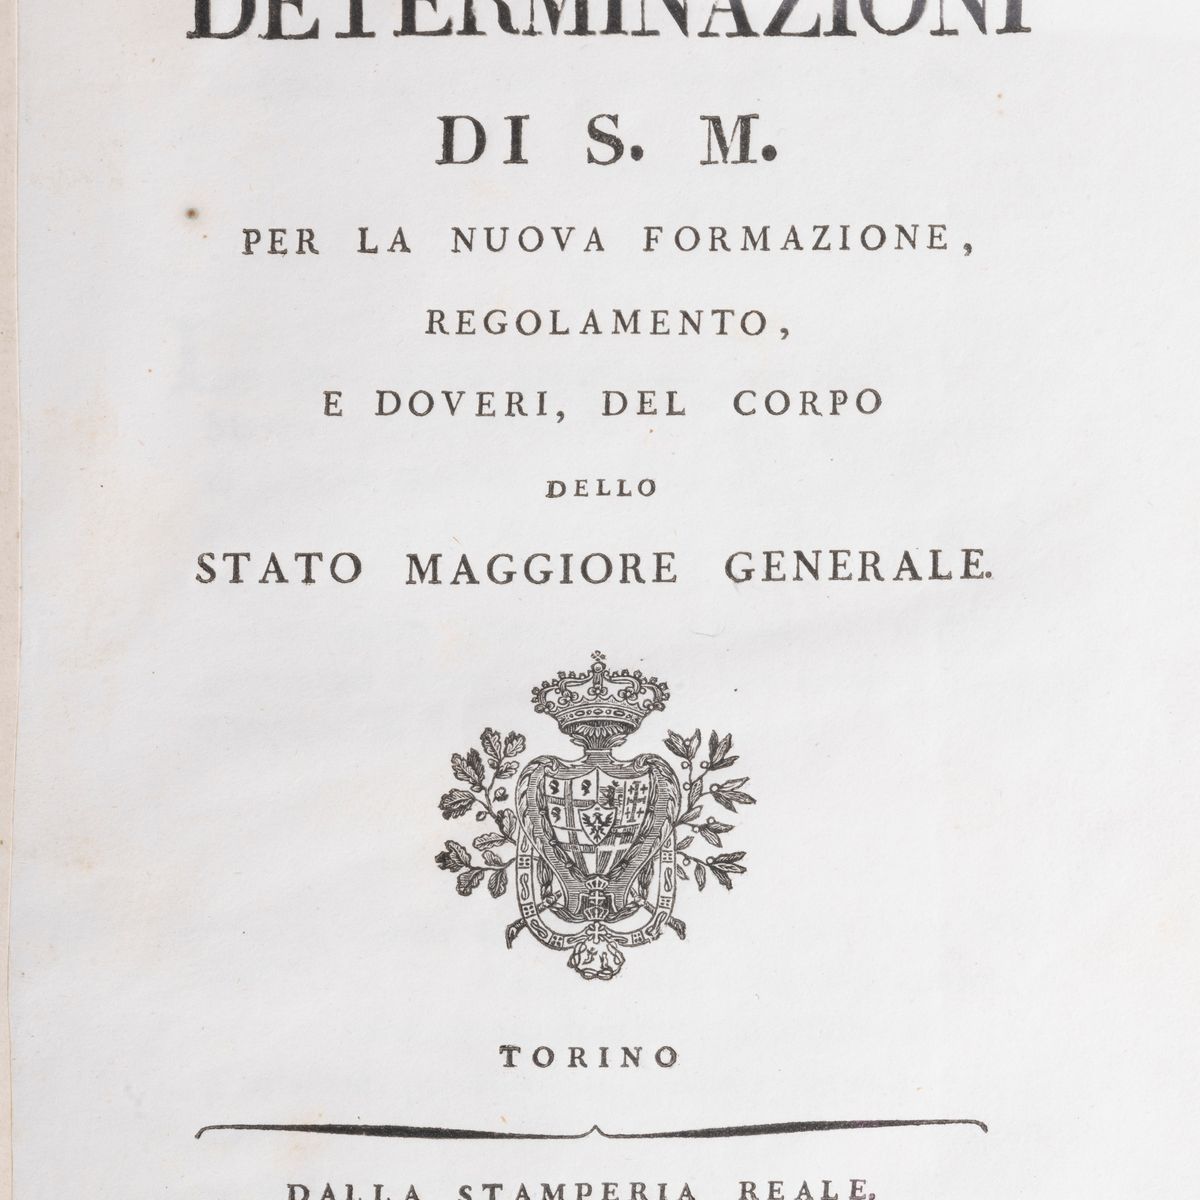 DETERMINAZIONI
DI S. M.
PER LA NUOVA FORMAZIONE,
REGOLAMENTO,
E DOVERI, DEL CORPO
DELLO
STATO MAGGIORE GENERALE.
TORINO
DALLA STAMPERIA REALE.